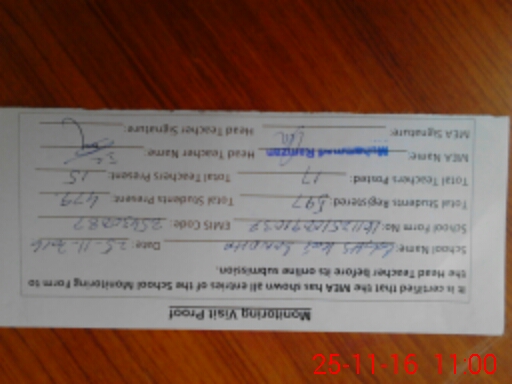 Monitoring Visit Proof
It is certified that the MEA has shown all entries of the School Monitoring Form to
the Head Teacher before its online submission.
School Name: Date: 25-11-2016
School Form No: EMIS Code:
Total Students Registered: 597 Total Students Present: 479
Total Teachers Posted: 17 Total Teachers Present: 15
MEA Name: Muhammad Ramzan Head Teacher Name:
MEA Signature: Head Teacher Signature:
25-11-16 11:00